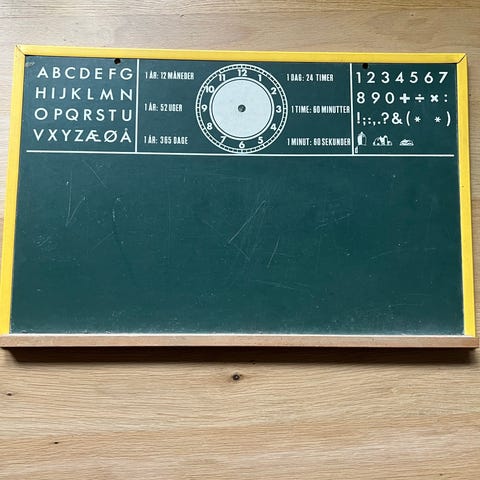 ABCDEFG
HIJKLMN
OPQRSTU
VXYZÆØÅ
1 ÅR: 12 MÅNEDER
1 ÅR: 52 UGER
1 ÅR: 365 DAGE
12
1
2
3
4
5
6
7
8
9
10
11
1 DAG: 24 TIMER
1 TIME: 60 MINUTTER
1 MINUT: 60 SEKUNDER
1234567
890+÷×:
!;:,.?&(* *)